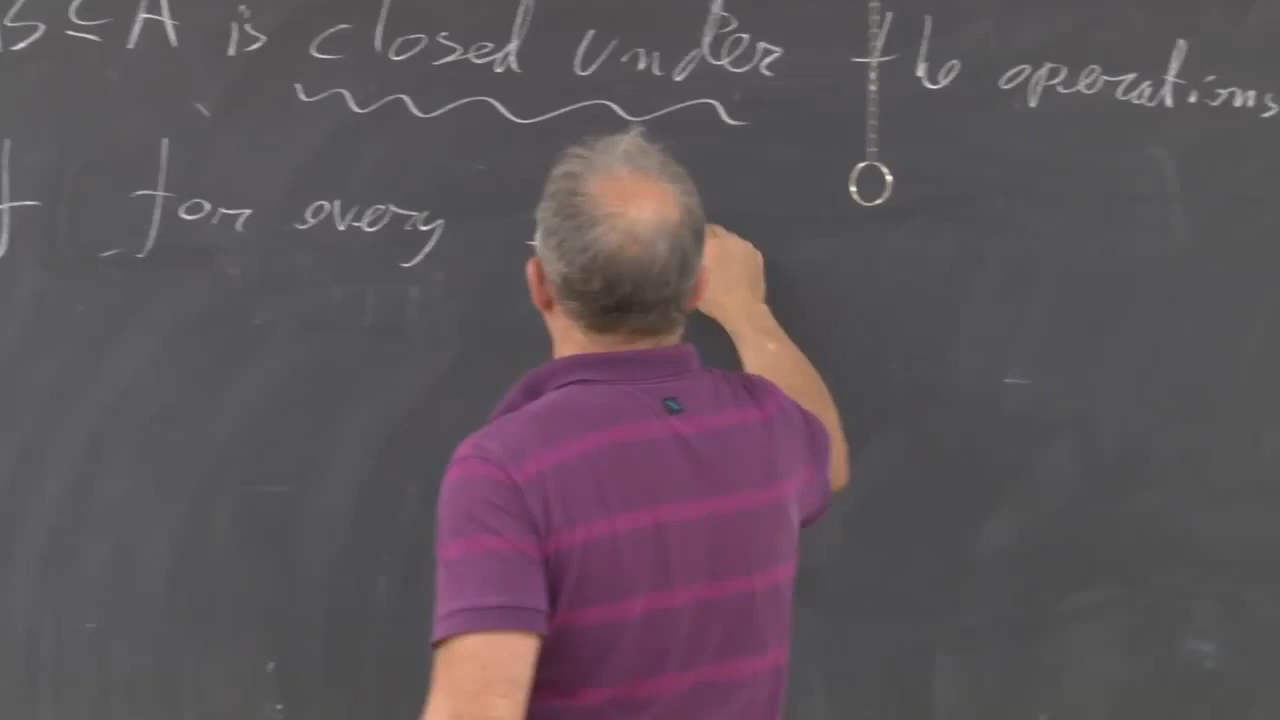 B ⊆ A is closed under the operations
f for every